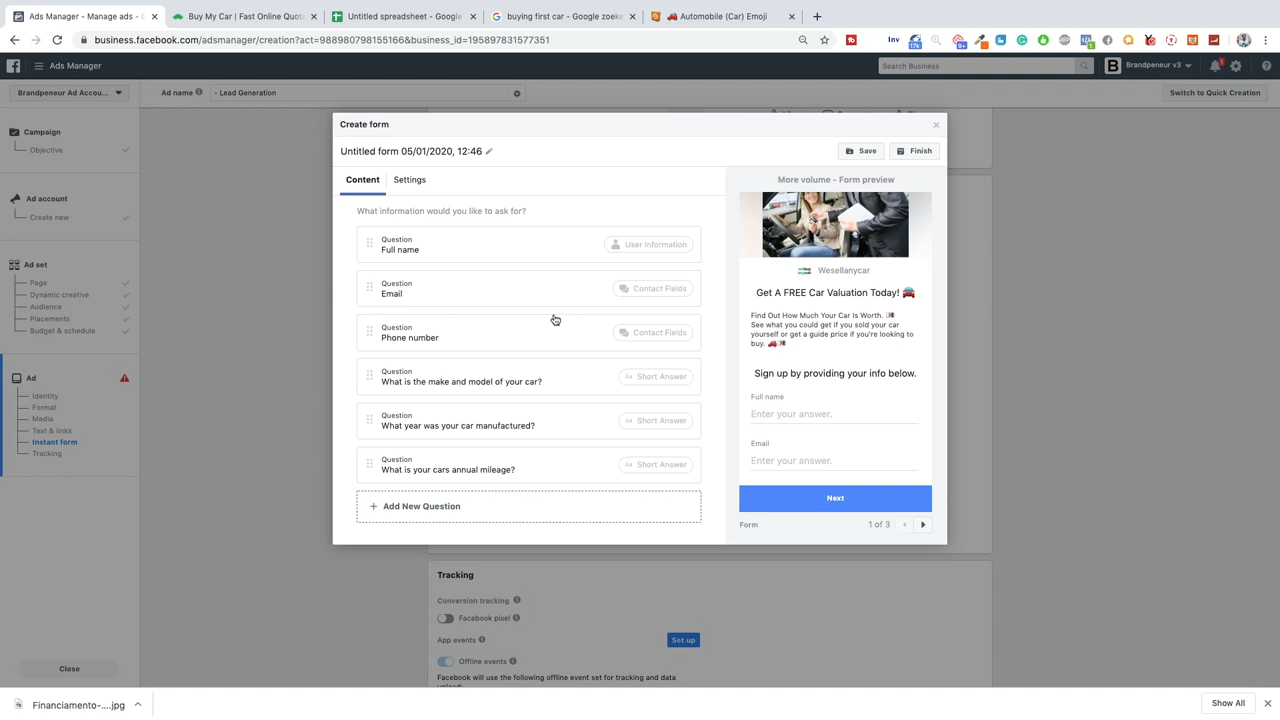 Ads Manager - Manage ads - C
Buy My Car | Fast Online Quot
Untitled spreadsheet - Google
buying first car - Google zoeke
Automobile (Car) Emoji
business.facebook.com/adsmanager/creation?act=988980798155166&business_id=195897831577351
Inv
17k
9+
Ads Manager
Search Business
B
Brandpeneur v3
1
Brandpeneur Ad Accou...
Ad name
- Lead Generation
Switch to Quick Creation
Campaign
Objective
Ad account
Create new
Ad set
Page
Dynamic creative
Audience
Placements
Budget & schedule
Ad
Identity
Format
Media
Text & links
Instant form
Tracking
Close
Create form
Untitled form 05/01/2020, 12:46
Save
Finish
Content
Settings
What information would you like to ask for?
Question
Full name
User Information
Question
Email
Contact Fields
Question
Phone number
Contact Fields
Question
What is the make and model of your car?
Aa Short Answer
Question
What year was your car manufactured?
Aa Short Answer
Question
What is your cars annual mileage?
Aa Short Answer
+ Add New Question
More volume - Form preview
Wesellanycar
Get A FREE Car Valuation Today! 🚘
Find Out How Much Your Car Is Worth.
See what you could get if you sold your car
yourself or get a guide price if you're looking to
buy.
Sign up by providing your info below.
Full name
Enter your answer.
Email
Enter your answer.
Next
Form
1 of 3
Tracking
Conversion tracking
Facebook pixel
App events
Set up
Offline events
Facebook will use the following offline event set for tracking and data
Financiamento-....jpg
Show All